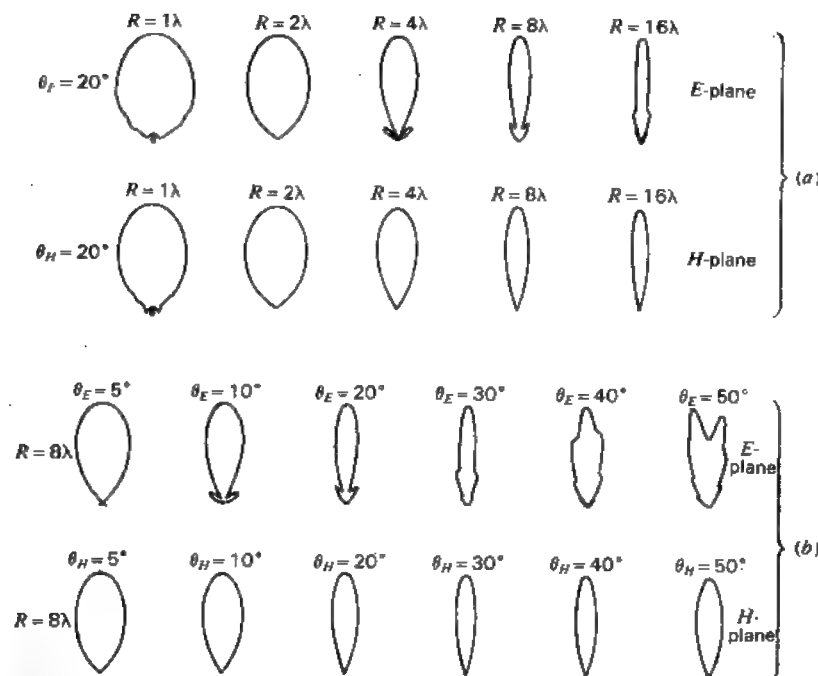 R = 1λ R = 2λ R = 4λ R = 8λ R = 16λ
θE = 20° E-plane
(a)
R = 1λ R = 2λ R = 4λ R = 8λ R = 16λ
θH = 20° H-plane
θE = 5° θE = 10° θE = 20° θE = 30° θE = 40° θE = 50°
R = 8λ E-
plane
(b)
θH = 5° θH = 10° θH = 20° θH = 30° θH = 40° θH = 50°
R = 8λ H-
plane